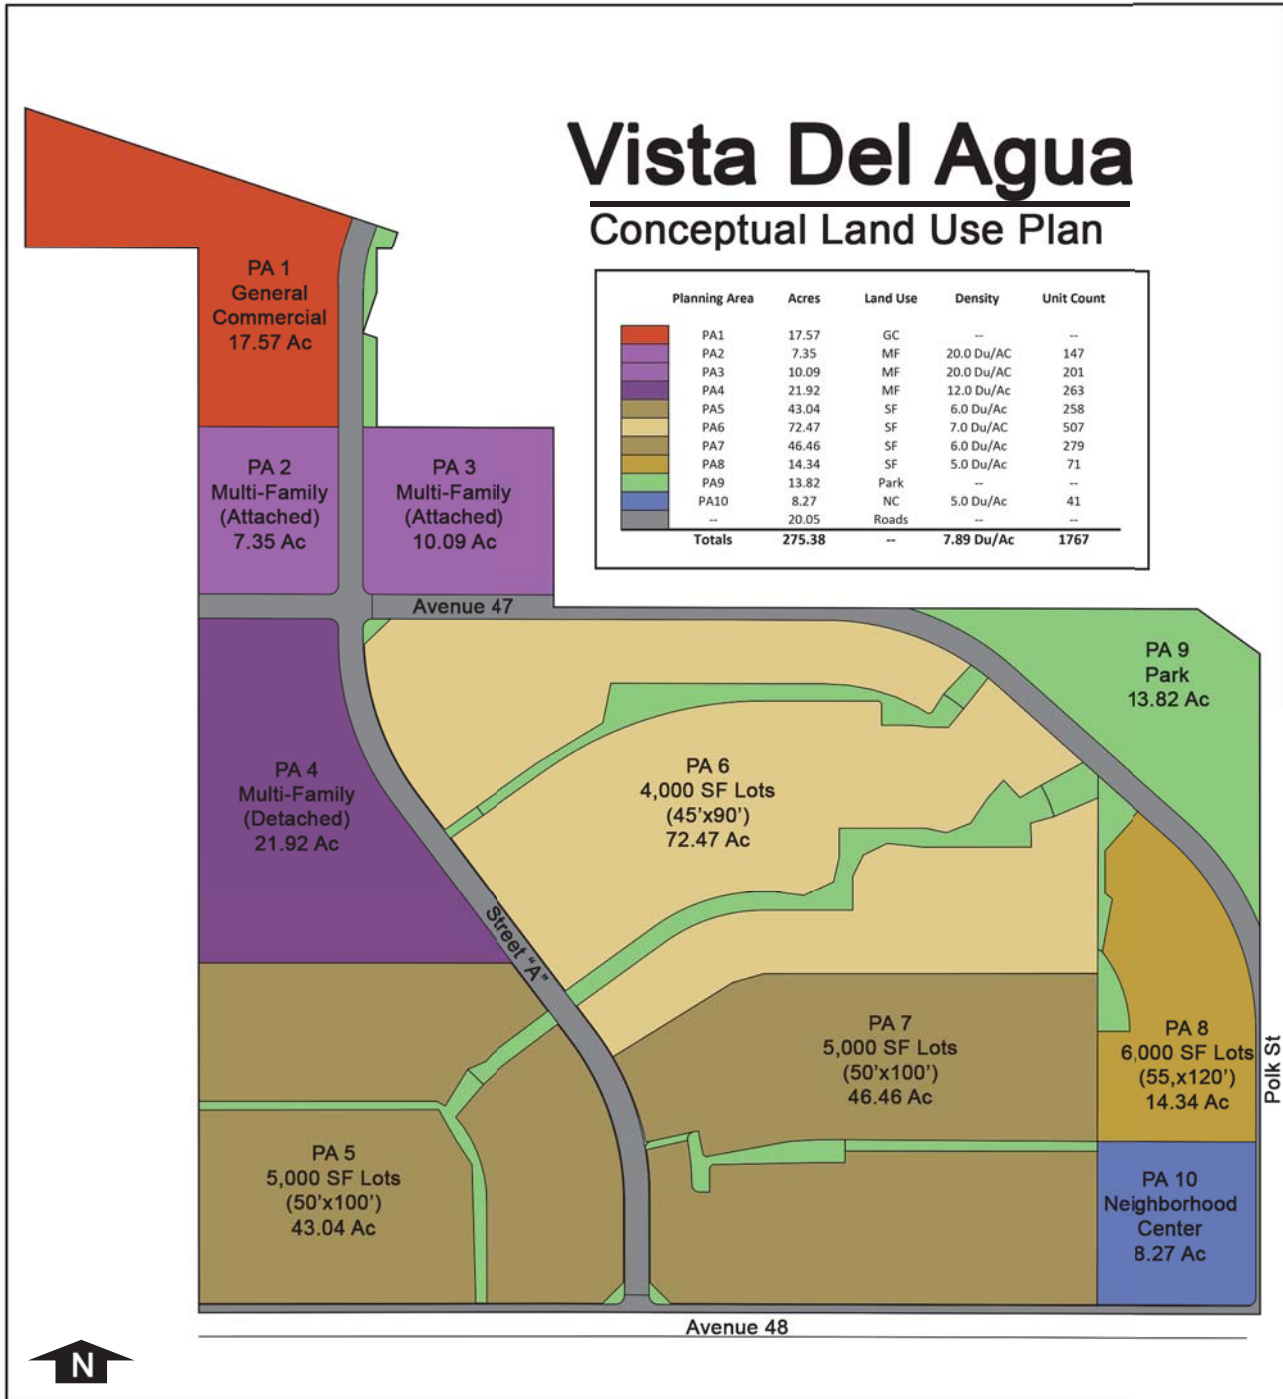 Vista Del Agua
Conceptual Land Use Plan
Planning Area Acres Land Use Density Unit Count
PA1 17.57 GC -- --
PA2 7.35 MF 20.0 Du/AC 147
PA3 10.09 MF 20.0 Du/AC 201
PA4 21.92 MF 12.0 Du/Ac 263
PA5 43.04 SF 6.0 Du/Ac 258
PA6 72.47 SF 7.0 Du/AC 507
PA7 46.46 SF 6.0 Du/Ac 279
PA8 14.34 SF 5.0 Du/Ac 71
PA9 13.82 Park -- --
PA10 8.27 NC 5.0 Du/Ac 41
-- 20.05 Roads -- --
Totals 275.38 -- 7.89 Du/Ac 1767
PA 1
General
Commercial
17.57 Ac
PA 2
Multi-Family
(Attached)
7.35 Ac
PA 3
Multi-Family
(Attached)
10.09 Ac
Avenue 47
PA 9
Park
13.82 Ac
PA 4
Multi-Family
(Detached)
21.92 Ac
PA 6
4,000 SF Lots
(45'x90')
72.47 Ac
Street "A"
PA 7
5,000 SF Lots
(50'x100')
46.46 Ac
PA 8
6,000 SF Lots
(55,x120')
14.34 Ac
Polk St
PA 5
5,000 SF Lots
(50'x100')
43.04 Ac
PA 10
Neighborhood
Center
8.27 Ac
Avenue 48
N